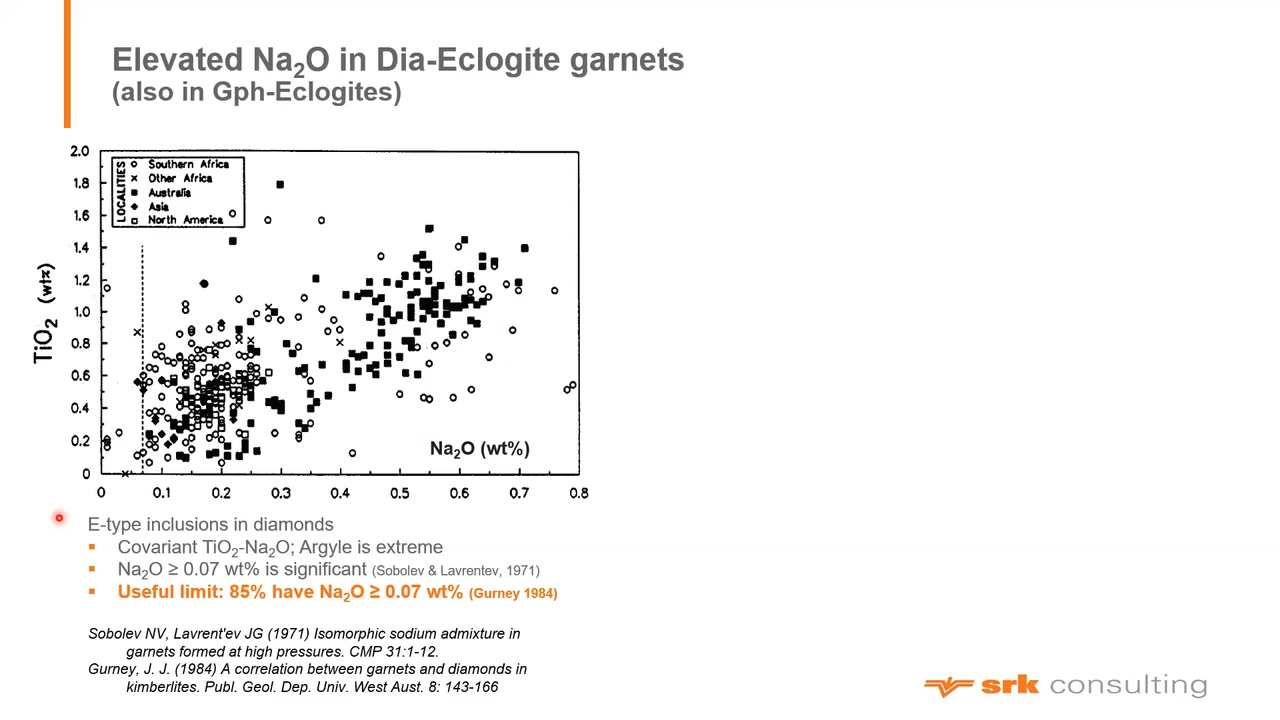 Elevated Na₂O in Dia-Eclogite garnets
(also in Gph-Eclogites)
2.0
1.8
1.6
1.4
1.2
1.0
0.8
0.6
0.4
0.2
0
TiO₂ (wt%)
LOCALITIES
Southern Africa
Other Africa
Australia
Asia
North America
Na₂O (wt%)
0 0.1 0.2 0.3 0.4 0.5 0.6 0.7 0.8
E-type inclusions in diamonds
▪ Covariant TiO₂-Na₂O; Argyle is extreme
▪ Na₂O ≥ 0.07 wt% is significant (Sobolev & Lavrentev, 1971)
▪ Useful limit: 85% have Na₂O ≥ 0.07 wt% (Gurney 1984)
Sobolev NV, Lavrent'ev JG (1971) Isomorphic sodium admixture in
garnets formed at high pressures. CMP 31:1-12.
Gurney, J. J. (1984) A correlation between garnets and diamonds in
kimberlites. Publ. Geol. Dep. Univ. West Aust. 8: 143-166
srk consulting